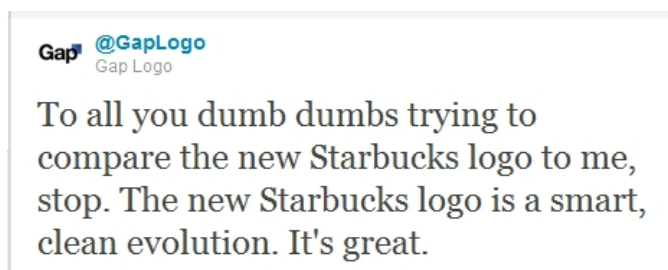 Gap
@GapLogo
Gap Logo
To all you dumb dumbs trying to
compare the new Starbucks logo to me,
stop. The new Starbucks logo is a smart,
clean evolution. It's great.